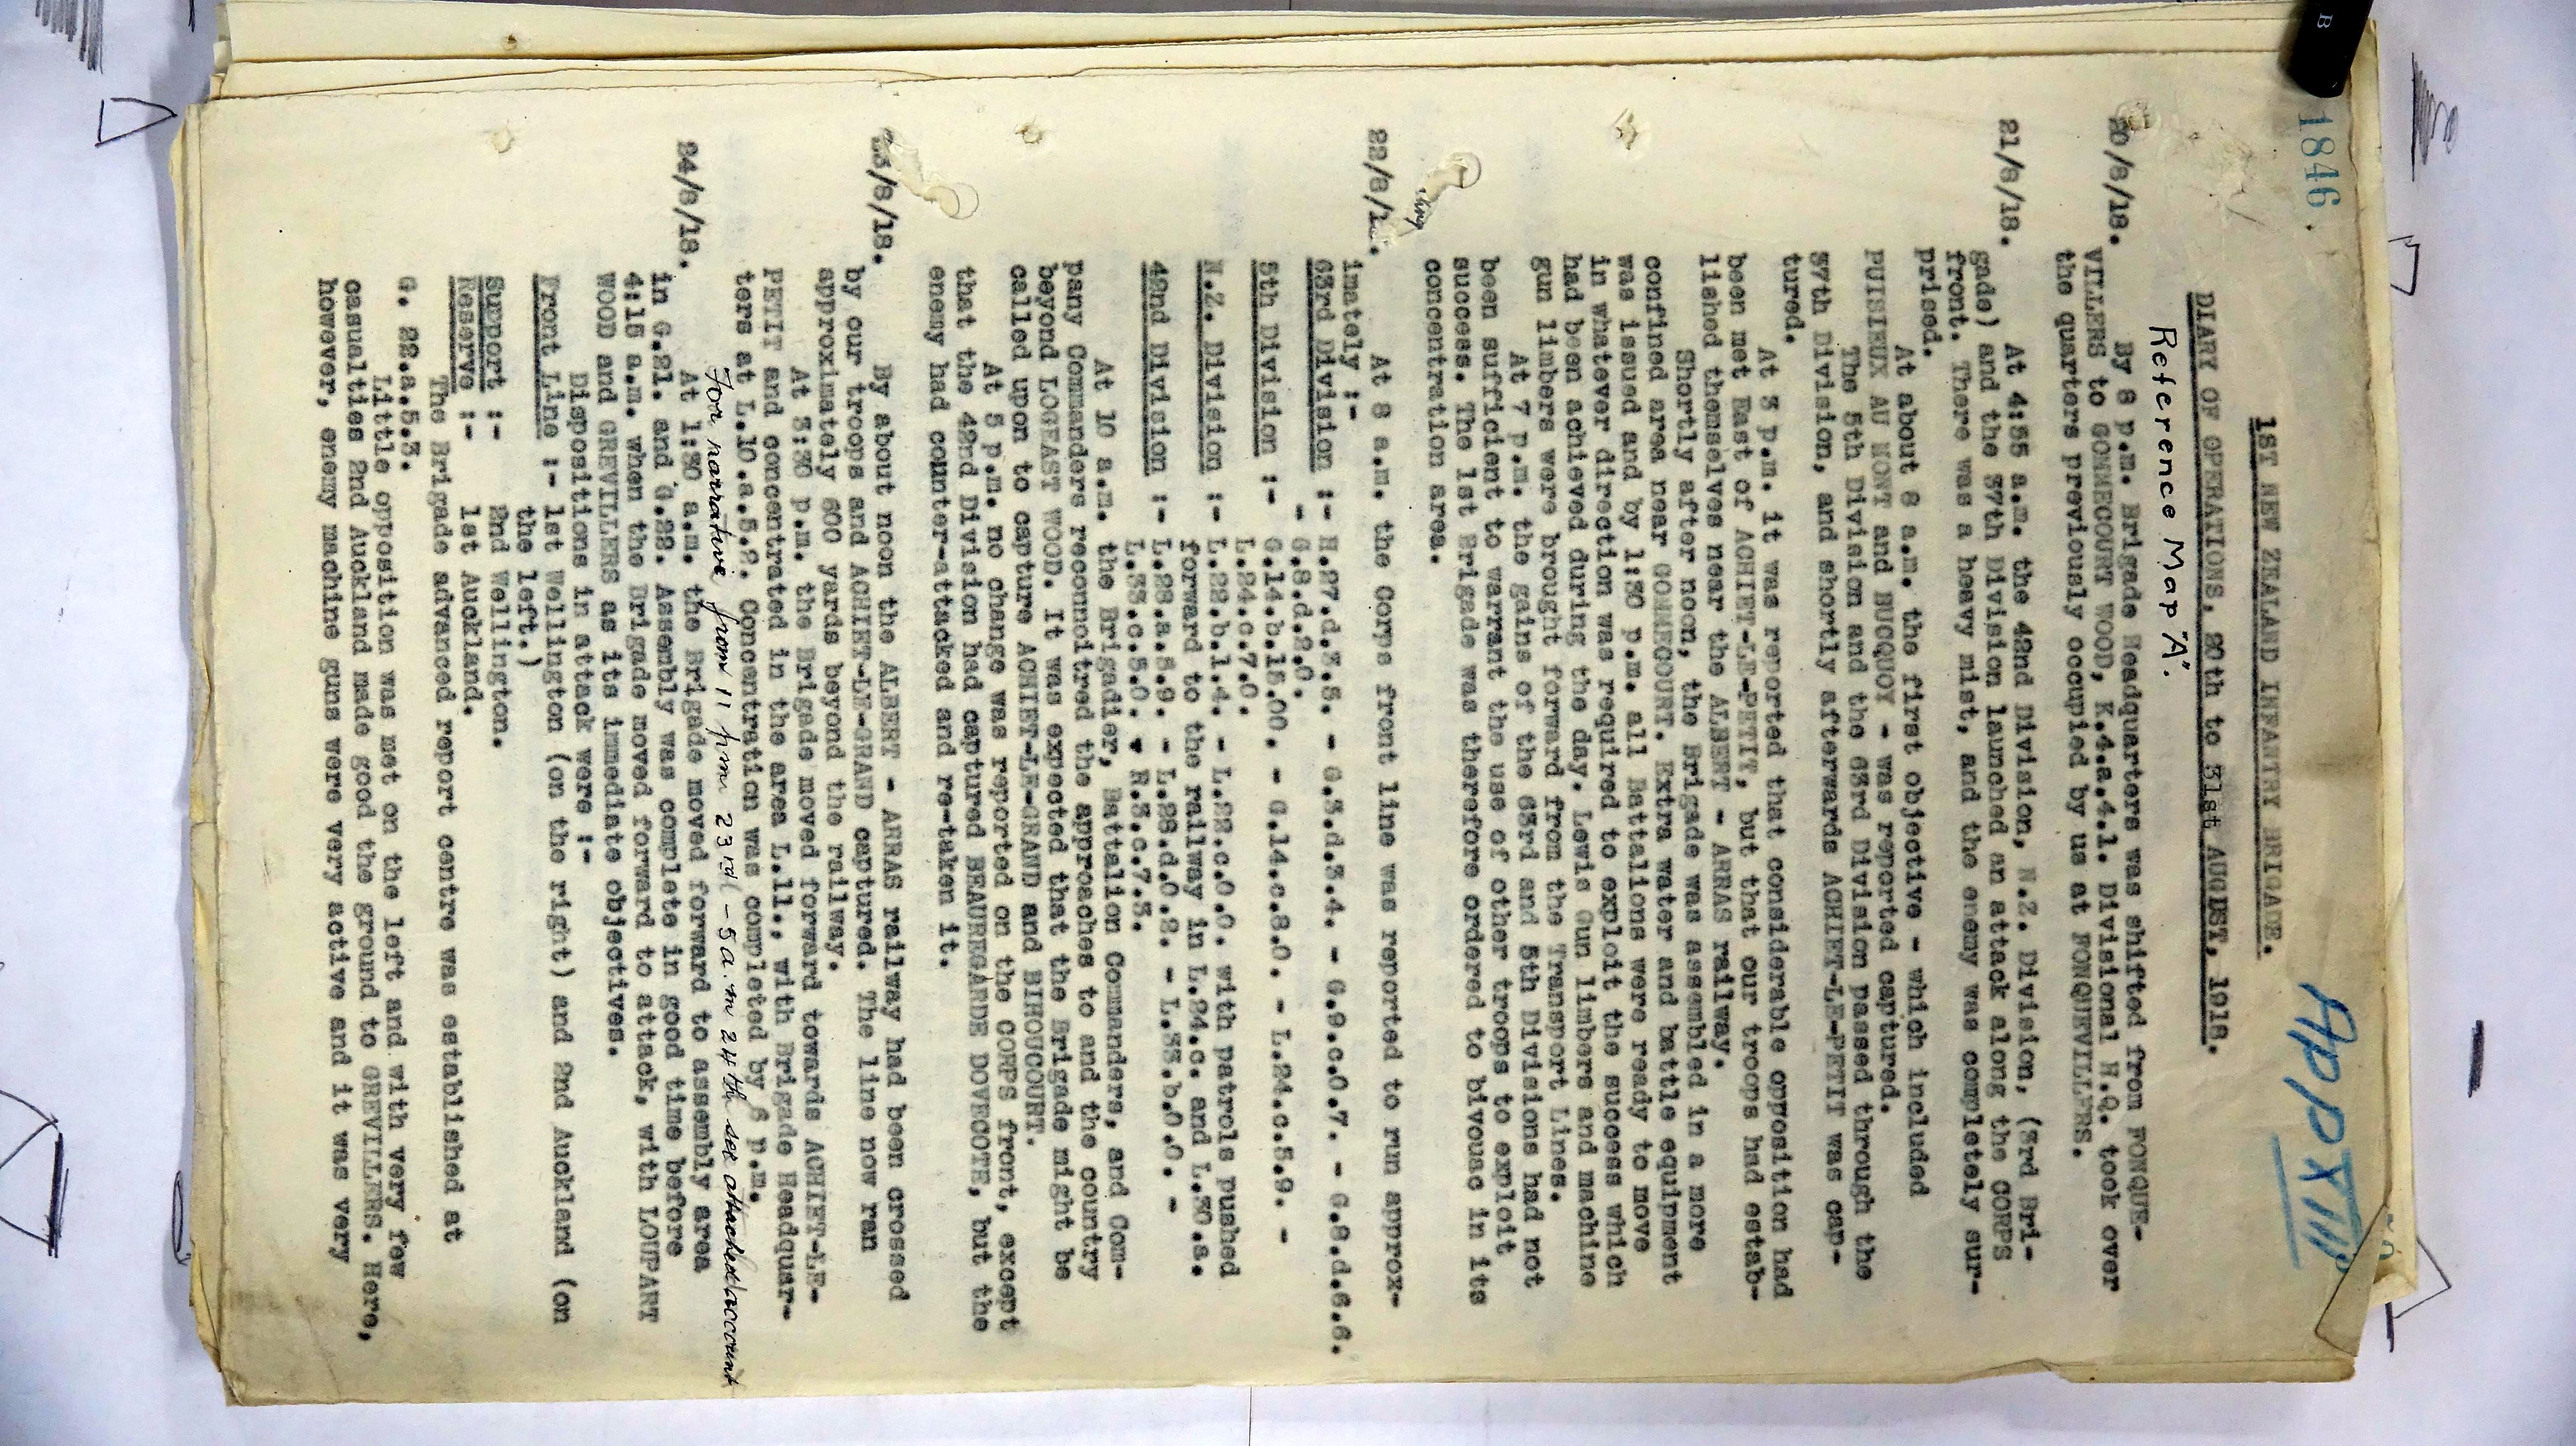 1846.
APP XIII
1ST NEW ZEALAND INFANTRY BRIGADE.
DIARY OF OPERATIONS, 20th to 31st AUGUST, 1918.
Reference Map "A".
20/8/18. By 8 p.m. Brigade Headquarters was shifted from FONQUE-
VILLERS to GOMMECOURT WOOD, K.4.a.4.1. Divisional H.Q. took over
the quarters previously occupied by us at FONQUEVILLERS.
21/8/18. At 4:55 a.m. the 42nd Division, N.Z. Division, (3rd Bri-
gade) and the 37th Division launched an attack along the CORPS
front. There was a heavy mist, and the enemy was completely sur-
prised.
At about 8 a.m. the first objective - which included
PUISIEUX AU MONT and BUCQUOY - was reported captured.
The 5th Division and the 63rd Division passed through the
37th Division, and shortly afterwards ACHIET-LE-PETIT was cap-
tured.
At 3 p.m. it was reported that considerable opposition had
been met East of ACHIET-LE-PETIT, but that our troops had estab-
lished themselves near the ALBERT - ARRAS railway.
Shortly after noon, the Brigade was assembled in a more
confined area near GOMMECOURT. Extra water and battle equipment
was issued and by 1:30 p.m. all Battalions were ready to move
in whatever direction was required to exploit the success which
had been achieved during the day. Lewis Gun limbers and machine
gun limbers were brought forward from the Transport Lines.
At 7 p.m. the gains of the 63rd and 5th Divisions had not
been sufficient to warrant the use of other troops to exploit
success. The 1st Brigade was therefore ordered to bivouac in its
concentration area.
22/8/1 . At 8 a.m. the Corps front line was reported to run approx-
imately :-
63rd Division :- H.27.d.3.5. - G.3.d.3.4. - G.9.c.0.7. - G.8.d.6.6.
- G.8.d.2.0.
5th Division :- G.14.b.15.00. - G.14.c.8.0. - L.24.c.5.9. -
L.24.c.7.0.
N.Z. Division :- L.22.b.1.4. - L.22.c.0.0. with patrols pushed
forward to the railway in L.24.c. and L.30.a.
42nd Division :- L.28.a.5.9. - L.28.d.0.2. - L.33.b.0.0. -
L.33.c.5.0. - R.3.c.7.3.
At 10 a.m. the Brigadier, Battalion Commanders, and Com-
pany Commanders reconnoitred the approaches to and the country
beyond LOGEAST WOOD. It was expected that the Brigade might be
called upon to capture ACHIET-LE-GRAND and BIHOUCOURT.
At 5 p.m. no change was reported on the CORPS front, except
that the 42nd Division had captured BEAUREGARDE DOVECOTE, but the
enemy had counter-attacked and re-taken it.
23/8/18. By about noon the ALBERT - ARRAS railway had been crossed
by our troops and ACHIET-LE-GRAND captured. The line now ran
approximately 600 yards beyond the railway.
At 3:30 p.m. the Brigade moved forward towards ACHIET-LE-
PETIT and concentrated in the area L.11., with Brigade Headquar-
ters at L.10.a.5.2. Concentration was completed by 6 p.m.
For narrative from 11 pm 23rd - 5 a.m 24th see attached account
24/8/18. At 1:30 a.m. the Brigade moved forward to assembly area
in G.21. and G.22. Assembly was complete in good time before
4:15 a.m. when the Brigade moved forward to attack, with LOUPART
WOOD and GREVILLERS as its immediate objectives.
Dispositions in attack were :-
Front Line :- 1st Wellington (on the right) and 2nd Auckland (on
the left.)
Support :- 2nd Wellington.
Reserve :- 1st Auckland.
The Brigade advanced report centre was established at
G. 22.a.5.3.
Little opposition was met on the left and with very few
casualties 2nd Auckland made good the ground to GREVILLERS. Here,
however, enemy machine guns were very active and it was very